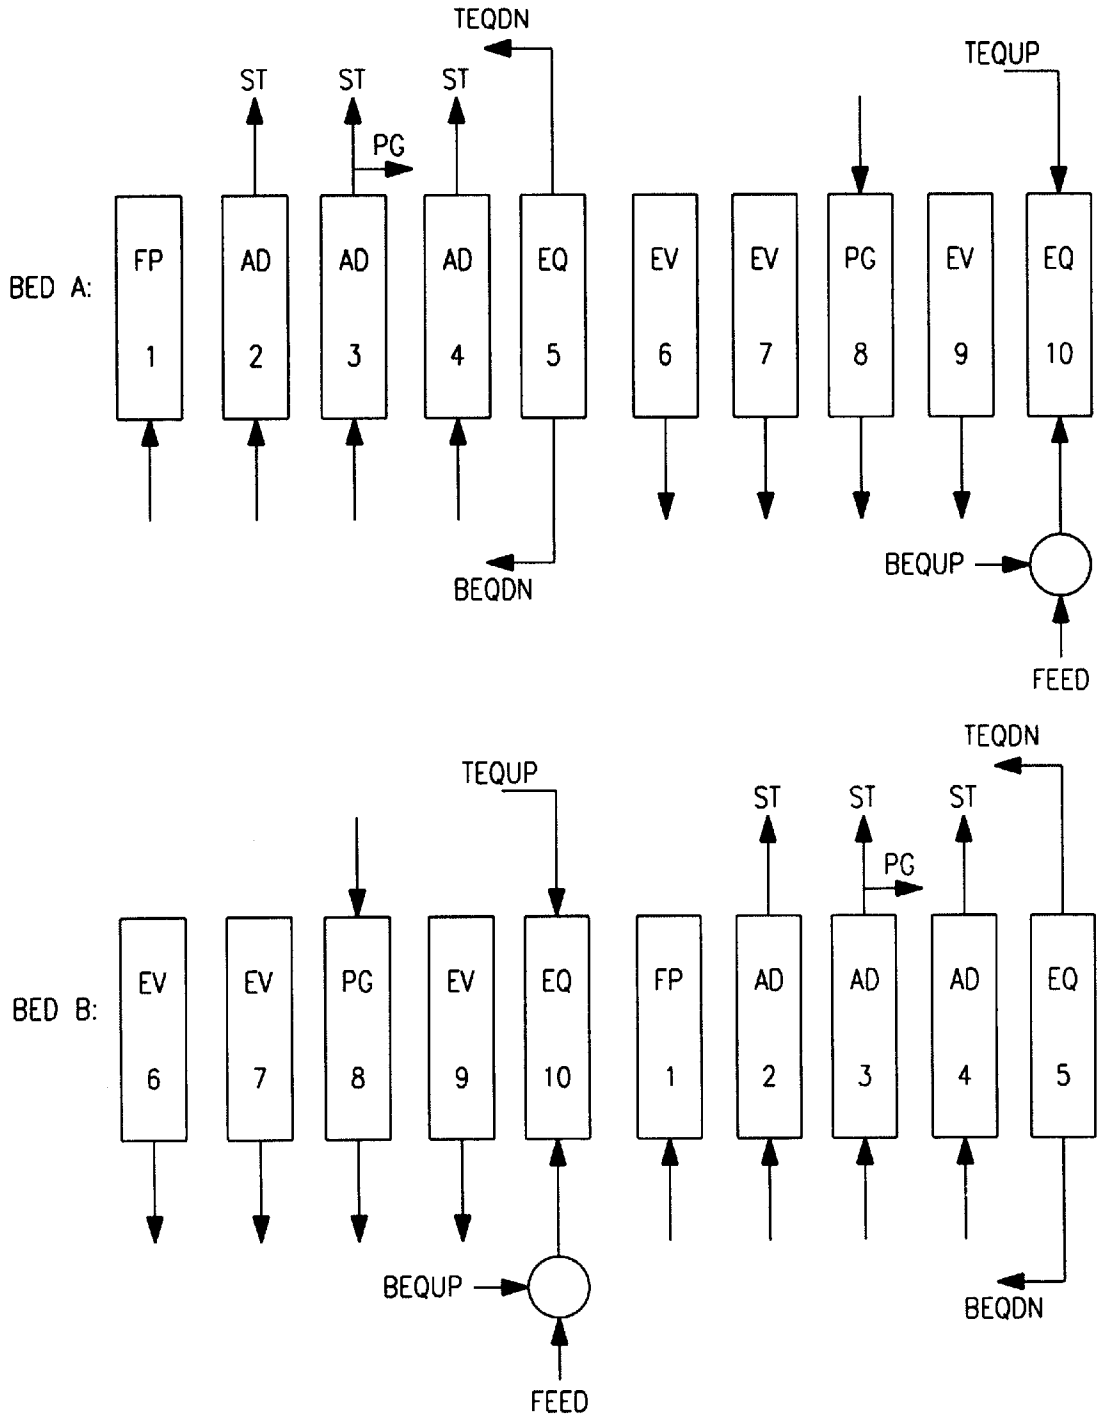 TEQDN
TEQUP
ST ST ST
PG
BED A:
FP AD AD AD EQ EV EV PG EV EQ
1 2 3 4 5 6 7 8 9 10
BEQUP
BEQDN
FEED
TEQDN
TEQUP
ST ST ST
PG
BED B:
EV EV PG EV EQ FP AD AD AD EQ
6 7 8 9 10 1 2 3 4 5
BEQUP
BEQDN
FEED